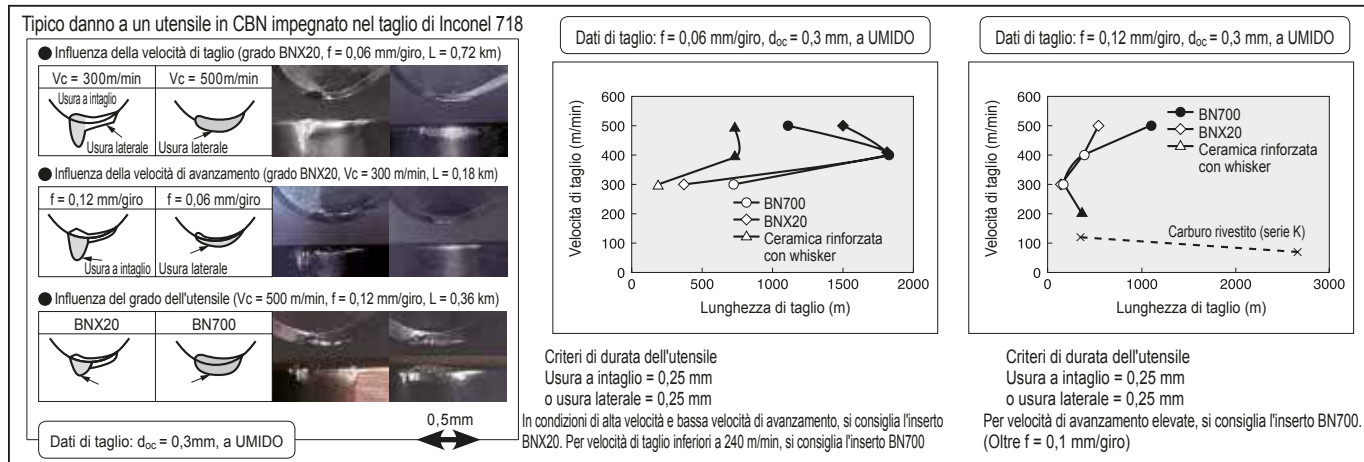 Tipico danno a un utensile in CBN impegnato nel taglio di Inconel 718
● Influenza della velocità di taglio (grado BNX20, f = 0,06 mm/giro, L = 0,72 km)
Vc = 300m/min
Vc = 500m/min
Usura a intaglio
Usura laterale
Usura laterale
● Influenza della velocità di avanzamento (grado BNX20, Vc = 300 m/min, L = 0,18 km)
f = 0,12 mm/giro
f = 0,06 mm/giro
Usura a intaglio
Usura laterale
● Influenza del grado dell'utensile (Vc = 500 m/min, f = 0,12 mm/giro, L = 0,36 km)
BNX20
BN700
Dati di taglio: doc = 0,3mm, a UMIDO
0,5mm
Dati di taglio: f = 0,06 mm/giro, doc = 0,3 mm, a UMIDO
Velocità di taglio (m/min)
600
500
400
300
200
100
0
BN700
BNX20
Ceramica rinforzata
con whisker
0
500
1000
1500
2000
Lunghezza di taglio (m)
Criteri di durata dell'utensile
Usura a intaglio = 0,25 mm
o usura laterale = 0,25 mm
In condizioni di alta velocità e bassa velocità di avanzamento, si consiglia l'inserto
BNX20. Per velocità di taglio inferiori a 240 m/min, si consiglia l'inserto BN700
Dati di taglio: f = 0,12 mm/giro, doc = 0,3 mm, a UMIDO
Velocità di taglio (m/min)
600
500
400
300
200
100
0
BN700
BNX20
Ceramica rinforzata
con whisker
Carburo rivestito (serie K)
0
1000
2000
3000
Lunghezza di taglio (m)
Criteri di durata dell'utensile
Usura a intaglio = 0,25 mm
o usura laterale = 0,25 mm
Per velocità di avanzamento elevate, si consiglia l'inserto BN700.
(Oltre f = 0,1 mm/giro)